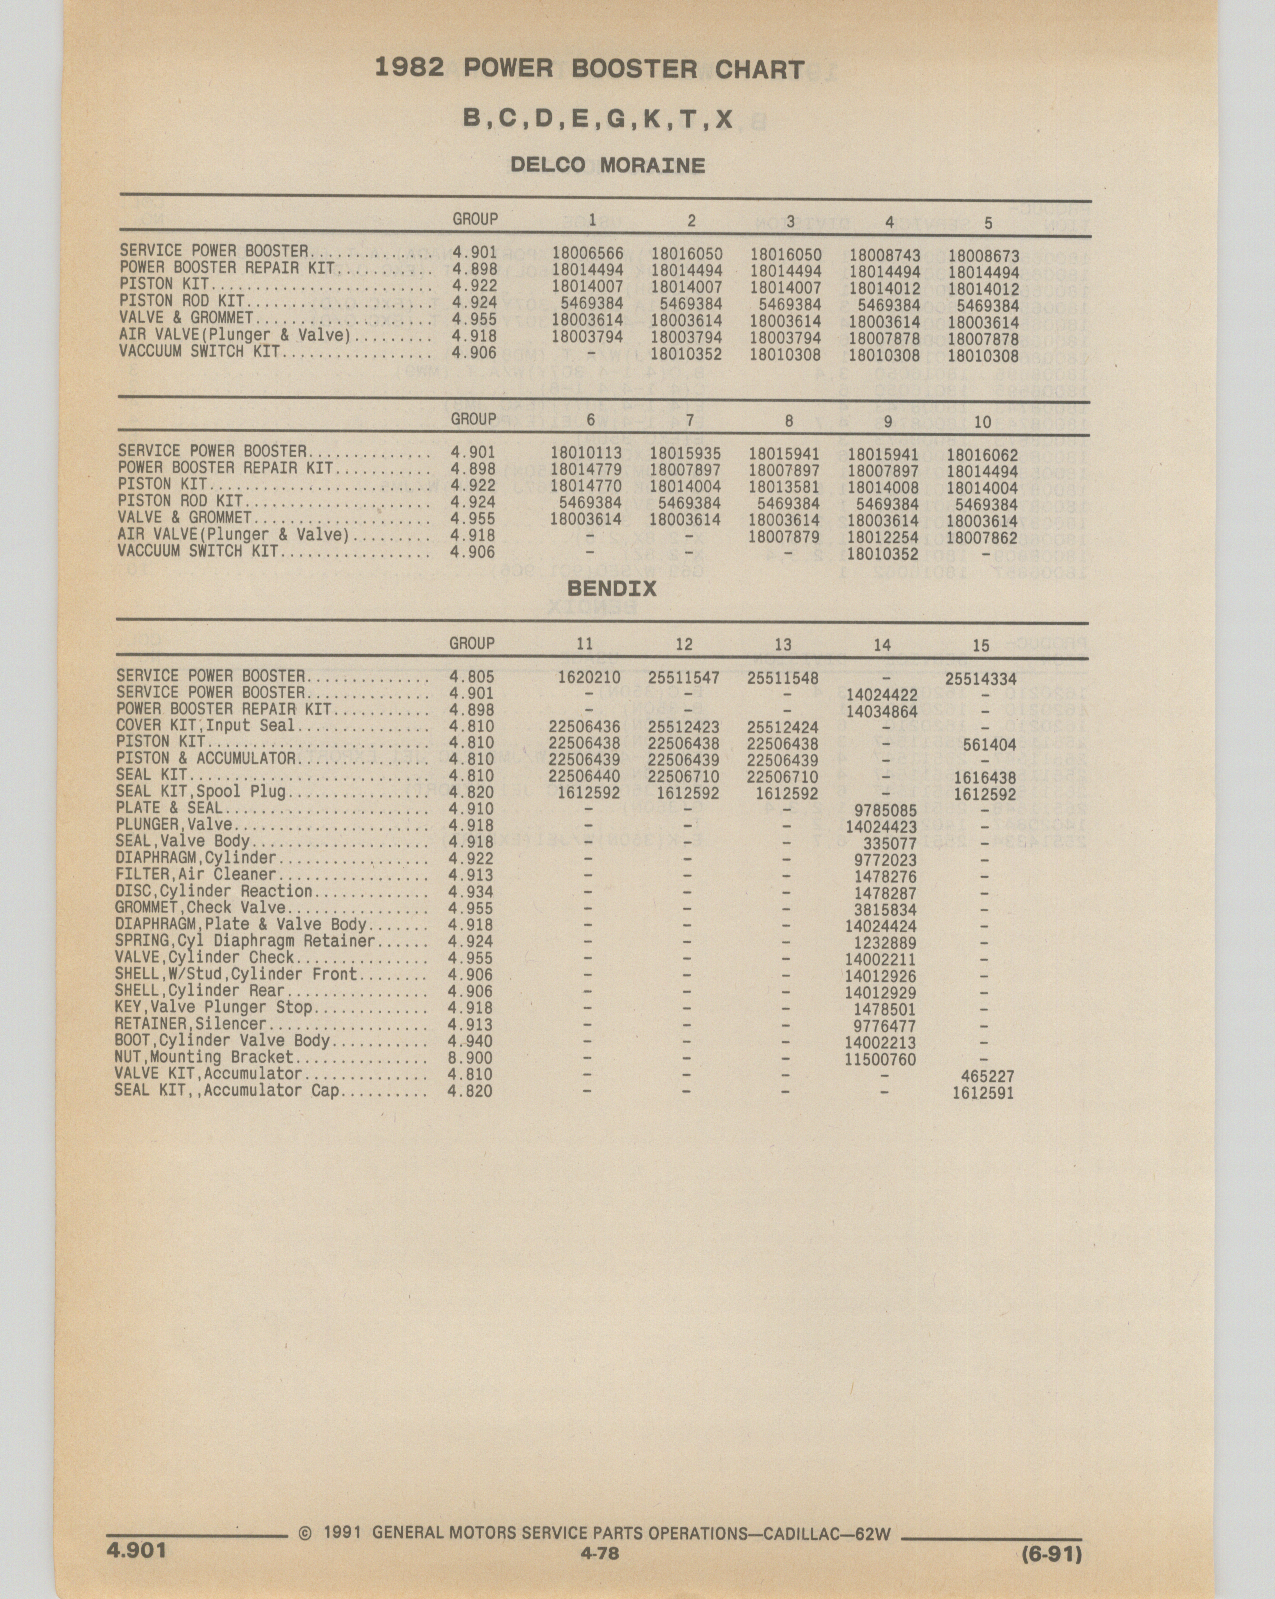 1982 POWER BOOSTER CHART
B,C,D,E,G,K,T,X
DELCO MORAINE
GROUP 1 2 3 4 5
SERVICE POWER BOOSTER.............. 4.901 18006566 18016050 18016050 18008743 18008673
POWER BOOSTER REPAIR KIT........... 4.898 18014494 18014494 18014494 18014494 18014494
PISTON KIT......................... 4.922 18014007 18014007 18014007 18014012 18014012
PISTON ROD KIT..................... 4.924 5469384 5469384 5469384 5469384 5469384
VALVE & GROMMET.................... 4.955 18003614 18003614 18003614 18003614 18003614
AIR VALVE(Plunger & Valve)......... 4.918 18003794 18003794 18003794 18007878 18007878
VACCUUM SWITCH KIT................. 4.906 - 18010352 18010308 18010308 18010308
GROUP 6 7 8 9 10
SERVICE POWER BOOSTER.............. 4.901 18010113 18015935 18015941 18015941 18016062
POWER BOOSTER REPAIR KIT........... 4.898 18014779 18007897 18007897 18007897 18014494
PISTON KIT......................... 4.922 18014770 18014004 18013581 18014008 18014004
PISTON ROD KIT..................... 4.924 5469384 5469384 5469384 5469384 5469384
VALVE & GROMMET.................... 4.955 18003614 18003614 18003614 18003614 18003614
AIR VALVE(Plunger & Valve)......... 4.918 - - 18007879 18012254 18007862
VACCUUM SWITCH KIT................. 4.906 - - - 18010352 -
BENDIX
GROUP 11 12 13 14 15
SERVICE POWER BOOSTER.............. 4.805 1620210 25511547 25511548 - 25514334
SERVICE POWER BOOSTER.............. 4.901 - - - 14024422 -
POWER BOOSTER REPAIR KIT........... 4.898 - - - 14034864 -
COVER KIT,Input Seal............... 4.810 22506436 25512423 25512424 - -
PISTON KIT......................... 4.810 22506438 22506438 22506438 - 561404
PISTON & ACCUMULATOR............... 4.810 22506439 22506439 22506439 - -
SEAL KIT........................... 4.810 22506440 22506710 22506710 - 1616438
SEAL KIT,Spool Plug................ 4.820 1612592 1612592 1612592 - 1612592
PLATE & SEAL....................... 4.910 - - - 9785085 -
PLUNGER,Valve...................... 4.918 - - - 14024423 -
SEAL,Valve Body.................... 4.918 - - - 335077 -
DIAPHRAGM,Cylinder................. 4.922 - - - 9772023 -
FILTER,Air Cleaner................. 4.913 - - - 1478276 -
DISC,Cylinder Reaction............. 4.934 - - - 1478287 -
GROMMET,Check Valve................ 4.955 - - - 3815834 -
DIAPHRAGM,Plate & Valve Body....... 4.918 - - - 14024424 -
SPRING,Cyl Diaphragm Retainer...... 4.924 - - - 1232889 -
VALVE,Cylinder Check............... 4.955 - - - 14002211 -
SHELL,W/Stud,Cylinder Front........ 4.906 - - - 14012926 -
SHELL,Cylinder Rear................ 4.906 - - - 14012929 -
KEY,Valve Plunger Stop............. 4.918 - - - 1478501 -
RETAINER,Silencer.................. 4.913 - - - 9776477 -
BOOT,Cylinder Valve Body........... 4.940 - - - 14002213 -
NUT,Mounting Bracket............... 8.900 - - - 11500760 -
VALVE KIT,Accumulator.............. 4.810 - - - - 465227
SEAL KIT,,Accumulator Cap.......... 4.820 - - - - 1612591
© 1991 GENERAL MOTORS SERVICE PARTS OPERATIONS—CADILLAC—62W
4.901 4-78 (6-91)